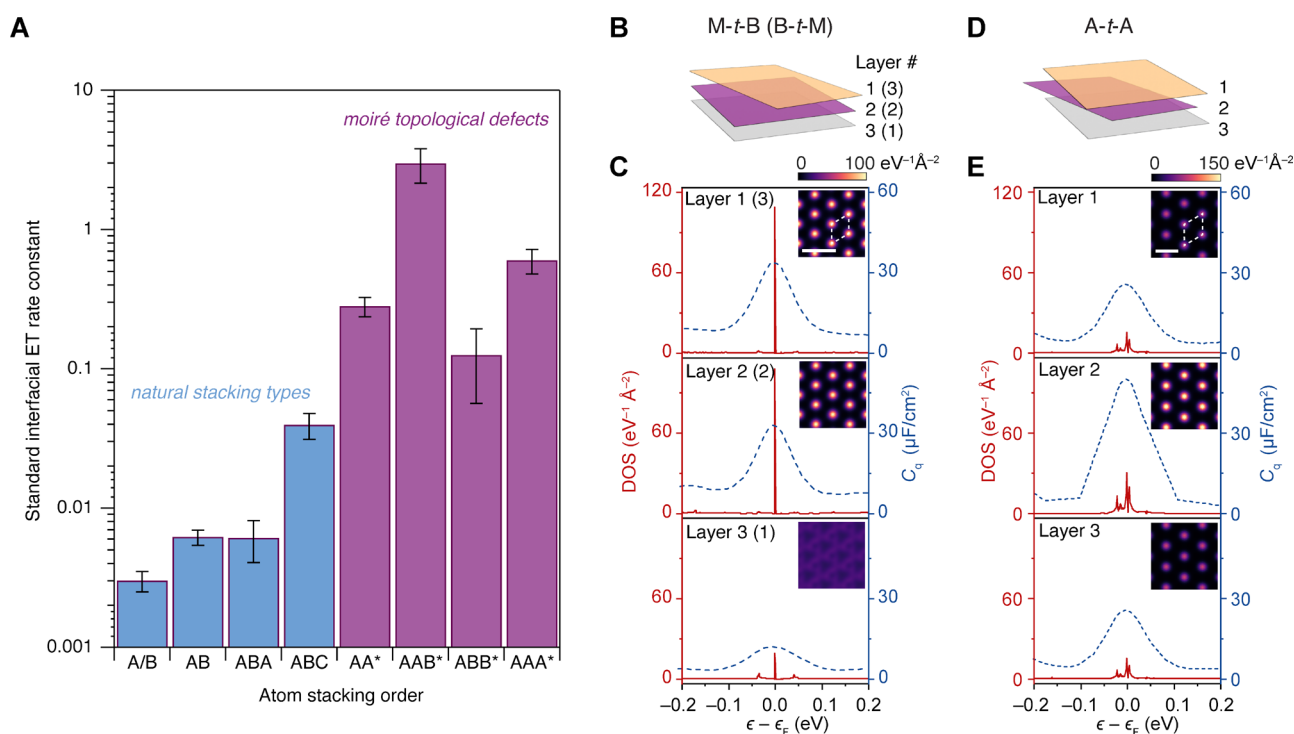 A
Standard interfacial ET rate constant
10
1
0.1
0.01
0.001
moiré topological defects
natural stacking types
A/B AB ABA ABC AA* AAB* ABB* AAA*
Atom stacking order
B
M-t-B (B-t-M)
Layer #
1 (3)
2 (2)
3 (1)
C
0 100 eV⁻¹Å⁻²
Layer 1 (3)
120
60
0
60
30
0
Layer 2 (2)
60
0
30
0
Layer 3 (1)
60
0
30
0
DOS (eV⁻¹ Å⁻²)
C_q (μF/cm²)
−0.2 −0.1 0.0 0.1 0.2
ϵ − ϵ_F (eV)
D
A-t-A
1
2
3
E
0 150 eV⁻¹Å⁻²
Layer 1
120
60
0
60
30
0
Layer 2
60
0
30
0
Layer 3
60
0
30
0
DOS (eV⁻¹ Å⁻²)
C_q (μF/cm²)
−0.2 −0.1 0.0 0.1 0.2
ϵ − ϵ_F (eV)